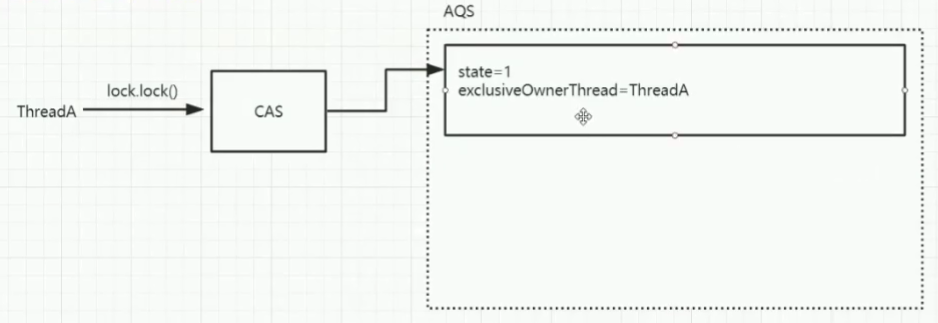 AQS
state=1
exclusiveOwnerThread=ThreadA
lock.lock()
ThreadA
CAS